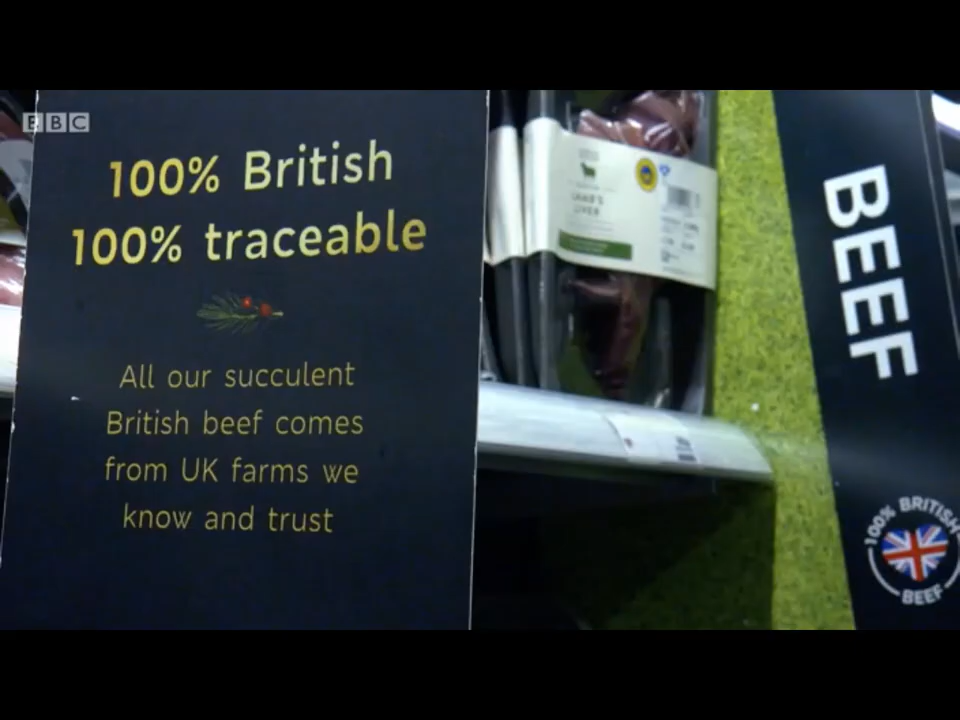 BBC
100% British
100% traceable
All our succulent
British beef comes
from UK farms we
know and trust
LAMB'S
LIVER
BEEF
100% BRITISH
BEEF